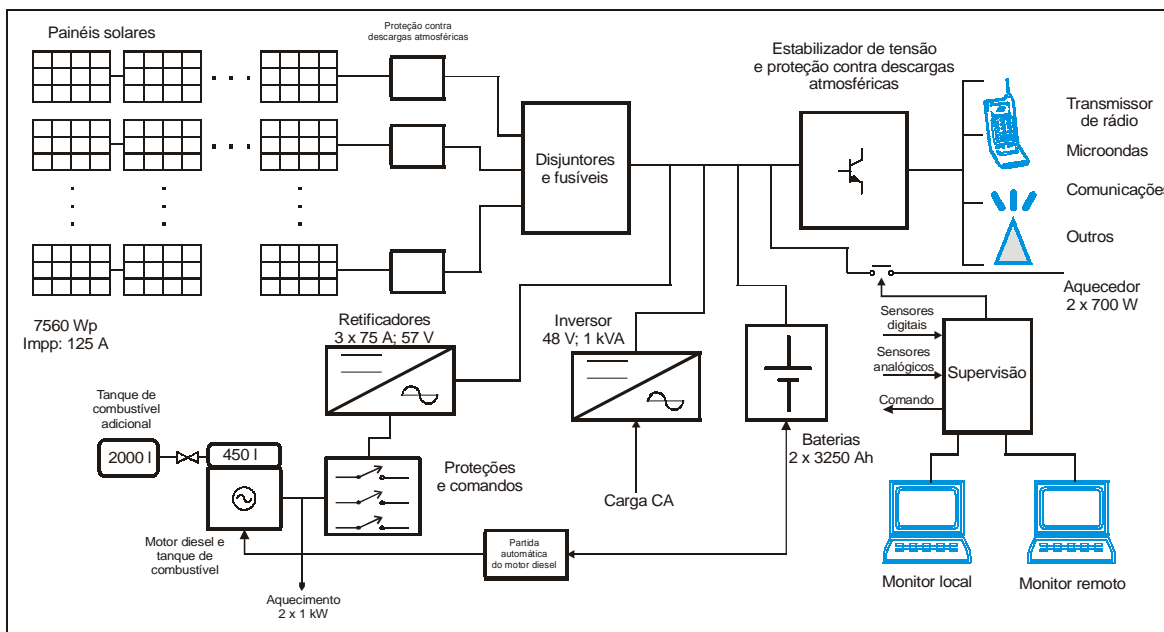 Painéis solares
Proteção contra
descargas atmosféricas
Disjuntores
e fusíveis
Estabilizador de tensão
e proteção contra descargas
atmosféricas
Transmissor
de rádio
Microondas
Comunicações
Outros
Aquecedor
2 x 700 W
7560 Wp
Impp: 125 A
Retificadores
3 x 75 A; 57 V
Inversor
48 V; 1 kVA
Sensores
digitais
Sensores
analógicos
Comando
Supervisão
Tanque de
combustível
adicional
2000 l
450 l
Proteções
e comandos
Carga CA
Baterias
2 x 3250 Ah
Motor diesel e
tanque de
combustível
Partida
automática
do motor diesel
Aquecimento
2 x 1 kW
Monitor local
Monitor remoto